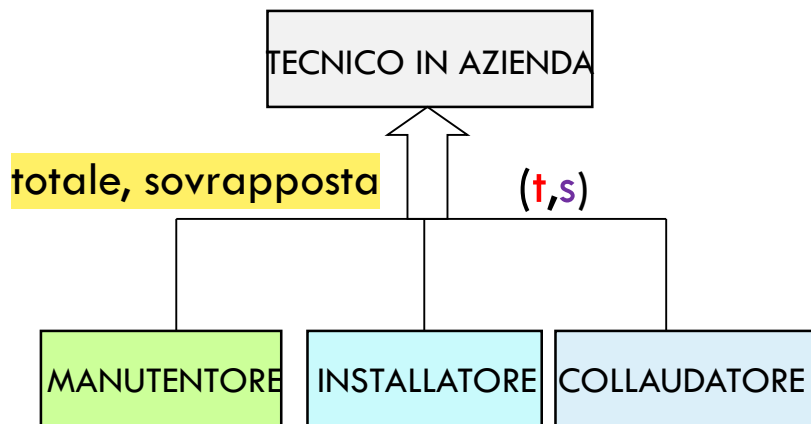 TECNICO IN AZIENDA
totale, sovrapposta
(t,s)
MANUTENTORE
INSTALLATORE
COLLAUDATORE